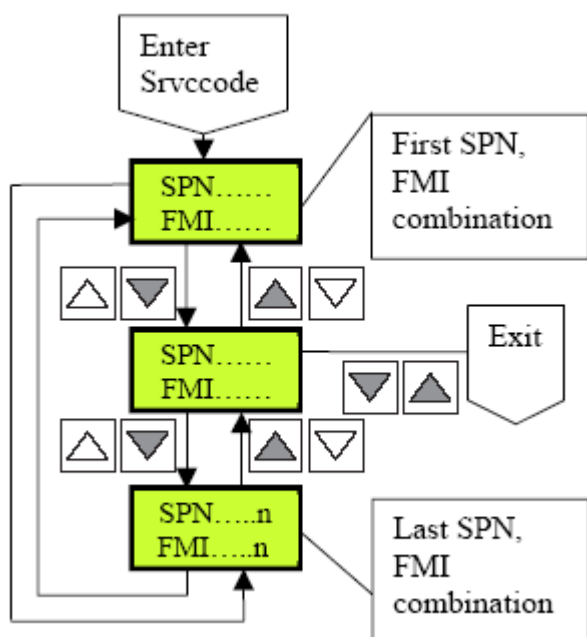 Enter
Srvccode
First SPN,
FMI
combination
SPN……
FMI……
SPN……
FMI……
Exit
SPN…..n
FMI…..n
Last SPN,
FMI
combination